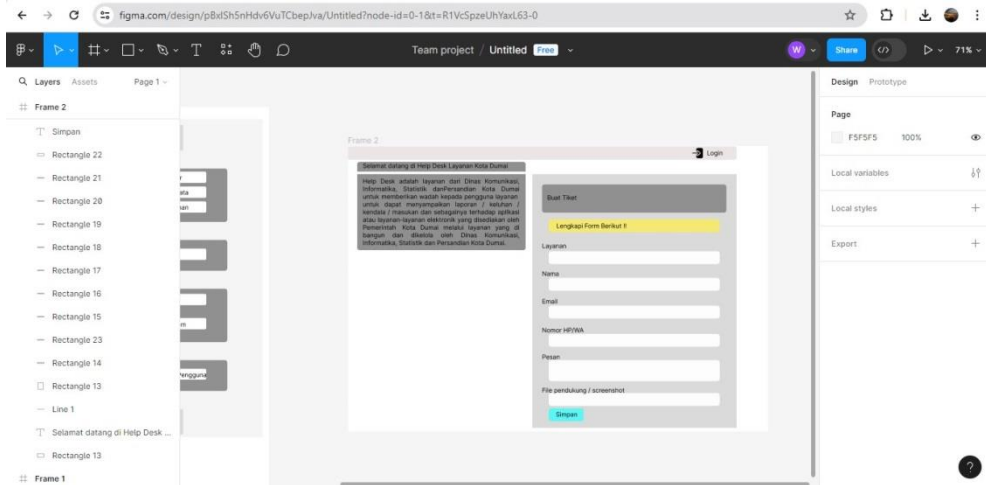 figma.com/design/pBxlSh5nHdv6VuTCbepJva/Untitled?node-id=0-1&t=R1VcSpzeUhYaxL63-0
Team project / Untitled Free
W
Share
71%
Layers Assets Page 1
Frame 2
Simpan
Rectangle 22
Rectangle 21
Rectangle 20
Rectangle 19
Rectangle 18
Rectangle 17
Rectangle 16
Rectangle 15
Rectangle 23
Rectangle 14
Rectangle 13
Line 1
Selamat datang di Help Desk ...
Rectangle 13
Frame 1
Frame 2
Login
Selamat datang di Help Desk Layanan Kota Dumai
Help Desk adalah layanan dari Dinas Komunikasi,
Informatika, Statistik danPersandian Kota Dumai
untuk memberikan wadah kepada pengguna layanan
untuk dapat menyampaikan laporan / keluhan /
kendala / masukan dan sebagainya terhadap aplikasi
atau layanan-layanan elektronik yang disediakan oleh
Pemerintah Kota Dumai melalui layanan yang di
bangun dan dikelola oleh Dinas Komunikasi,
Informatika, Statistik dan Persandian Kota Dumai.
Buat Tiket
Lengkapi Form Berikut !!
Layanan
Nama
Email
Nomor HP/WA
Pesan
File pendukung / screenshot
Simpan
Design Prototype
Page
F5F5F5 100%
Local variables
Local styles
Export
?